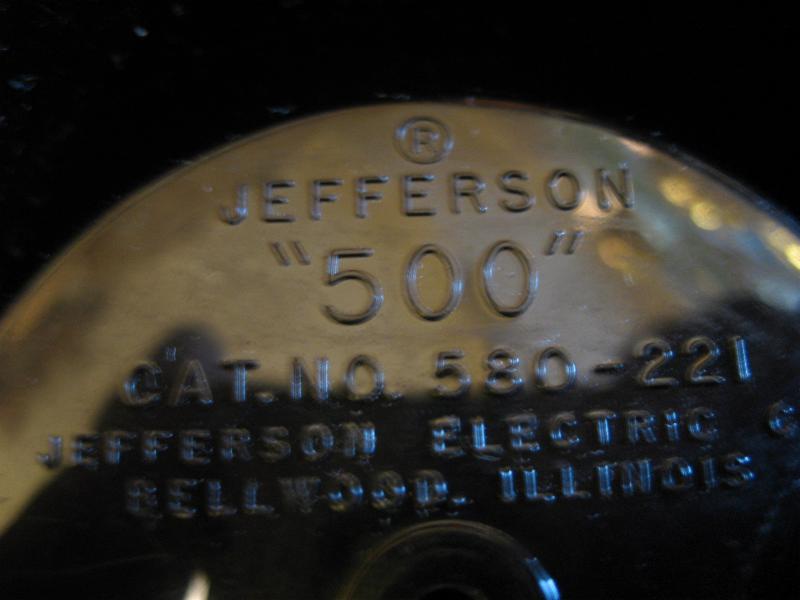 ®
JEFFERSON
"500"
CAT. NO. 580-221
JEFFERSON ELECTRIC C
BELLWOOD, ILLINOIS